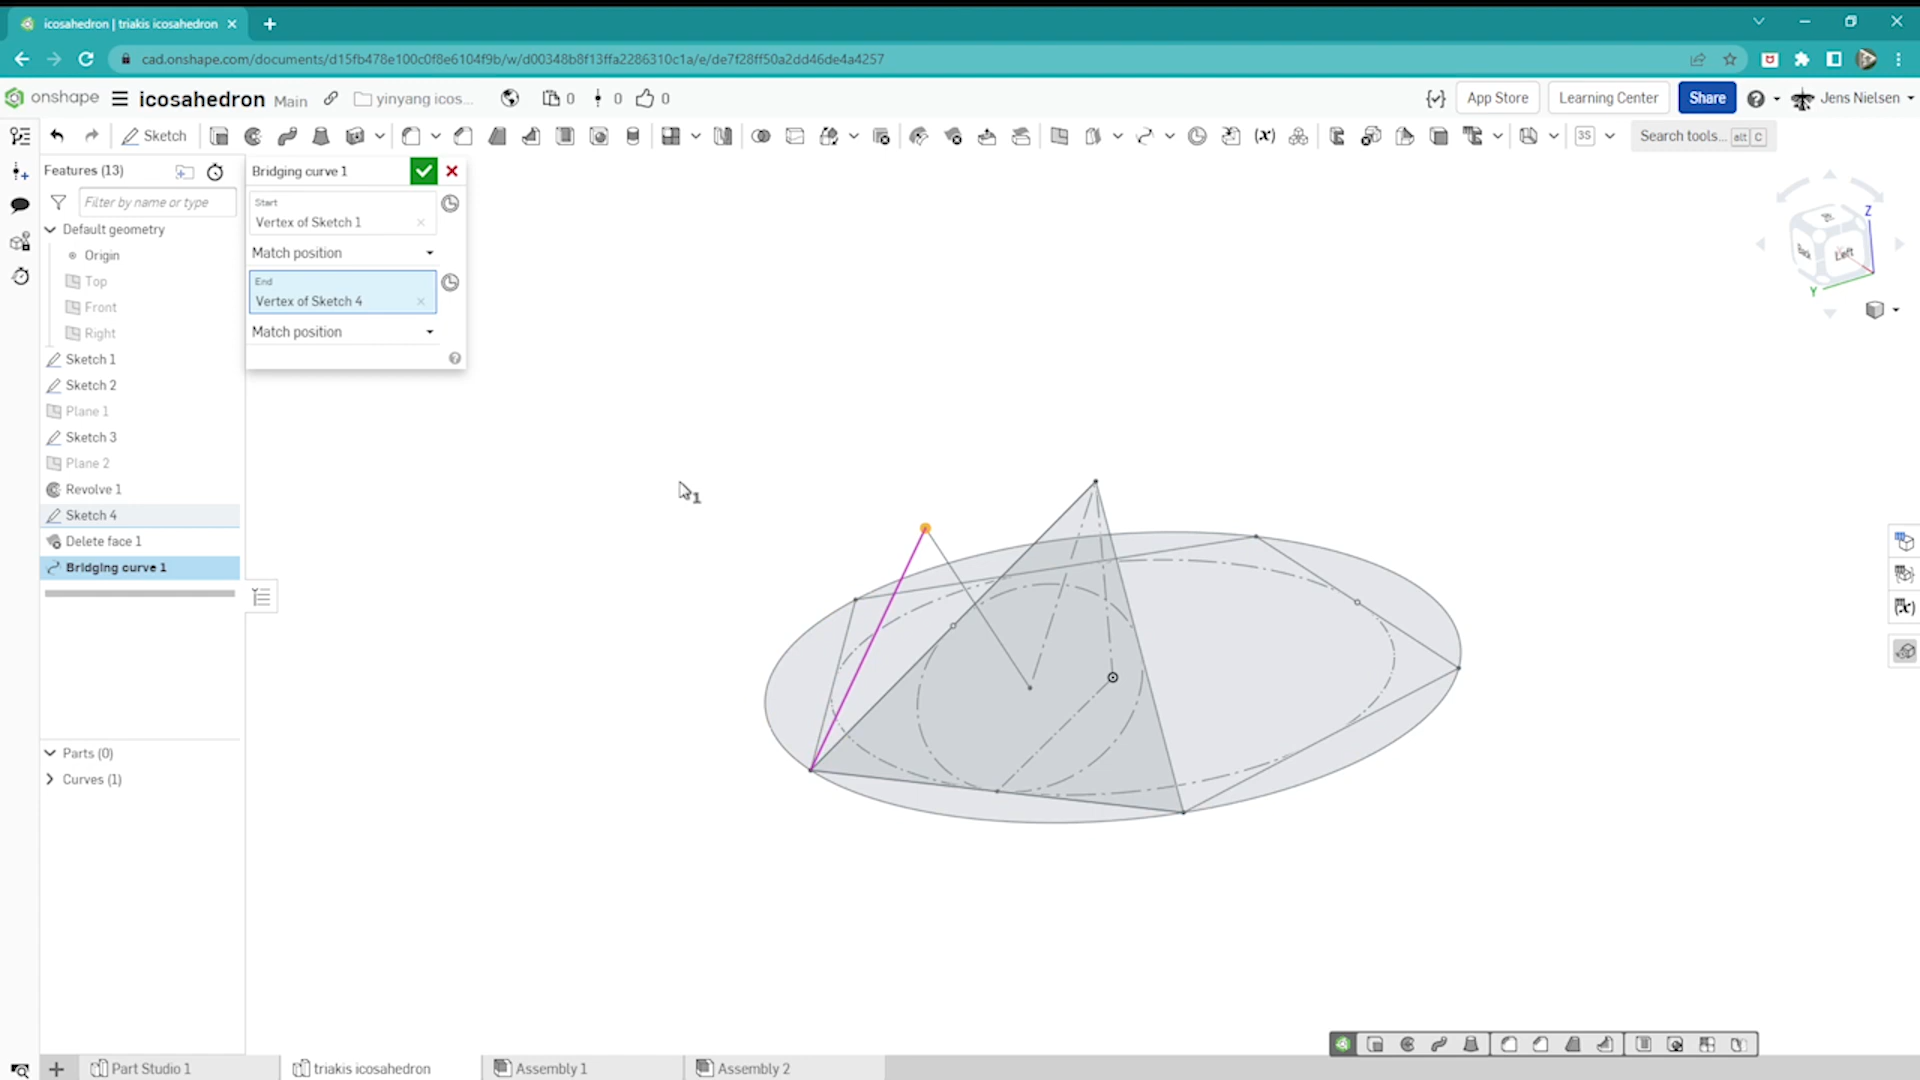 icosahedron | triakis icosahedron
cad.onshape.com/documents/d15fb478e100c0f8e6104f9b/w/d00348b8f13ffa2286310c1a/e/de7f28ff50a2dd46de4a4257
onshape icosahedron Main yinyang icos... 0 0 0 App Store Learning Center Share Jens Nielsen
Sketch Search tools... alt C
Features (13)
Filter by name or type
Default geometry
Origin
Top
Front
Right
Sketch 1
Sketch 2
Plane 1
Sketch 3
Plane 2
Revolve 1
Sketch 4
Delete face 1
Bridging curve 1
Parts (0)
Curves (1)
Bridging curve 1
Start
Vertex of Sketch 1
Match position
End
Vertex of Sketch 4
Match position
1
Z
Back
Left
Y
Part Studio 1
triakis icosahedron
Assembly 1
Assembly 2